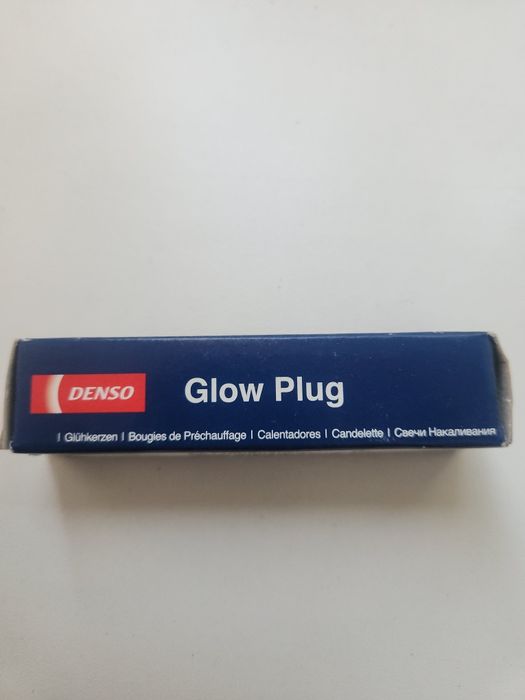 DENSO
Glow Plug
| Glühkerzen | Bougies de Préchauffage | Calentadores | Candelette | Свечи Накаливания